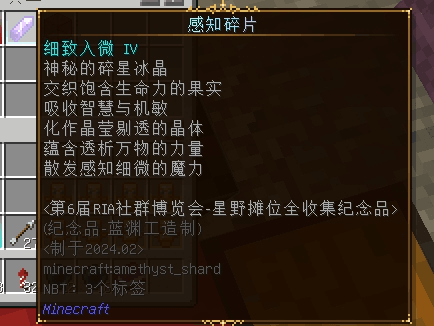 感知碎片
细致入微 IV
神秘的碎星冰晶
交织饱含生命力的果实
吸收智慧与机敏
化作晶莹剔透的晶体
蕴含透析万物的力量
散发感知细微的魔力
<第6届RIA社群博览会-星野摊位全收集纪念品>
(纪念品-蓝渊工造制)
<制于2024.02>
minecraft:amethyst_shard
NBT: 3个标签
Minecraft